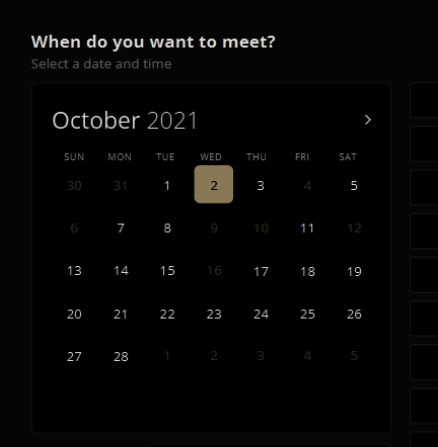 When do you want to meet?
Select a date and time
October 2021 >
SUN MON TUE WED THU FRI SAT
30 31 1 2 3 4 5
6 7 8 9 10 11 12
13 14 15 16 17 18 19
20 21 22 23 24 25 26
27 28 1 2 3 4 5